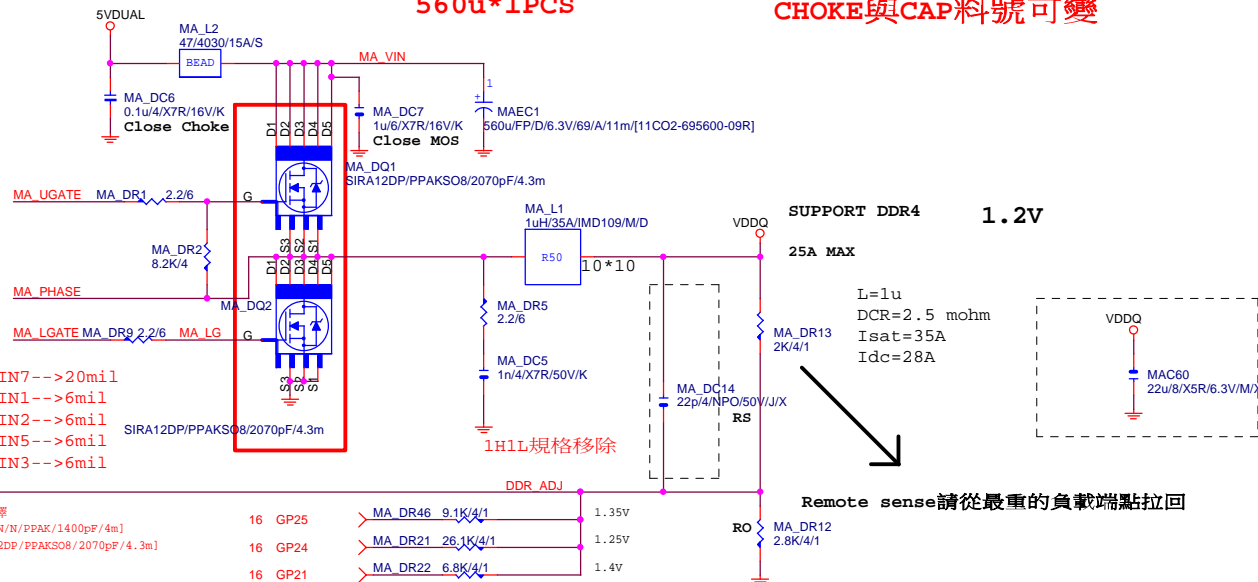 560u*1PCS
CHOKE與CAP料號可變
5VDUAL
MA_L2
47/4030/15A/S
BEAD
MA_VIN
MA_DC6
0.1u/4/X7R/16V/K
Close Choke
D1 D2 D3 D4 D5
MA_DC7
1u/6/X7R/16V/K
Close MOS
1
+
MAEC1
560u/FP/D/6.3V/69/A/11m/[11CO2-695600-09R]
MA_DQ1
SIRA12DP/PPAKSO8/2070pF/4.3m
MA_UGATE
MA_DR1
2.2/6
G
S3 S2 S1
MA_DR2
8.2K/4
MA_PHASE
D1 D2 D3 D4 D5
MA_DQ2
MA_LGATE
MA_DR9
2.2/6
MA_LG
G
S3 S1
SIRA12DP/PPAKSO8/2070pF/4.3m
MA_L1
1uH/35A/IMD109/M/D
R50
10*10
MA_DR5
2.2/6
MA_DC5
1n/4/X7R/50V/K
1H1L規格移除
VDDQ
SUPPORT DDR4
1.2V
25A MAX
L=1u
DCR=2.5 mohm
Isat=35A
Idc=28A
MA_DR13
2K/4/1
MA_DC14
22p/4/NPO/50V/J/X
RS
VDDQ
MAC60
22u/8/X5R/6.3V/M/X
IN7-->20mil
IN1-->6mil
IN2-->6mil
IN5-->6mil
IN3-->6mil
DDR_ADJ
Remote sense請從最重的負載端點拉回
N/N/PPAK/1400pF/4m]
2DP/PPAKSO8/2070pF/4.3m]
16 GP25
MA_DR46
9.1K/4/1
1.35V
16 GP24
MA_DR21
26.1K/4/1
1.25V
16 GP21
MA_DR22
6.8K/4/1
1.4V
RO
MA_DR12
2.8K/4/1